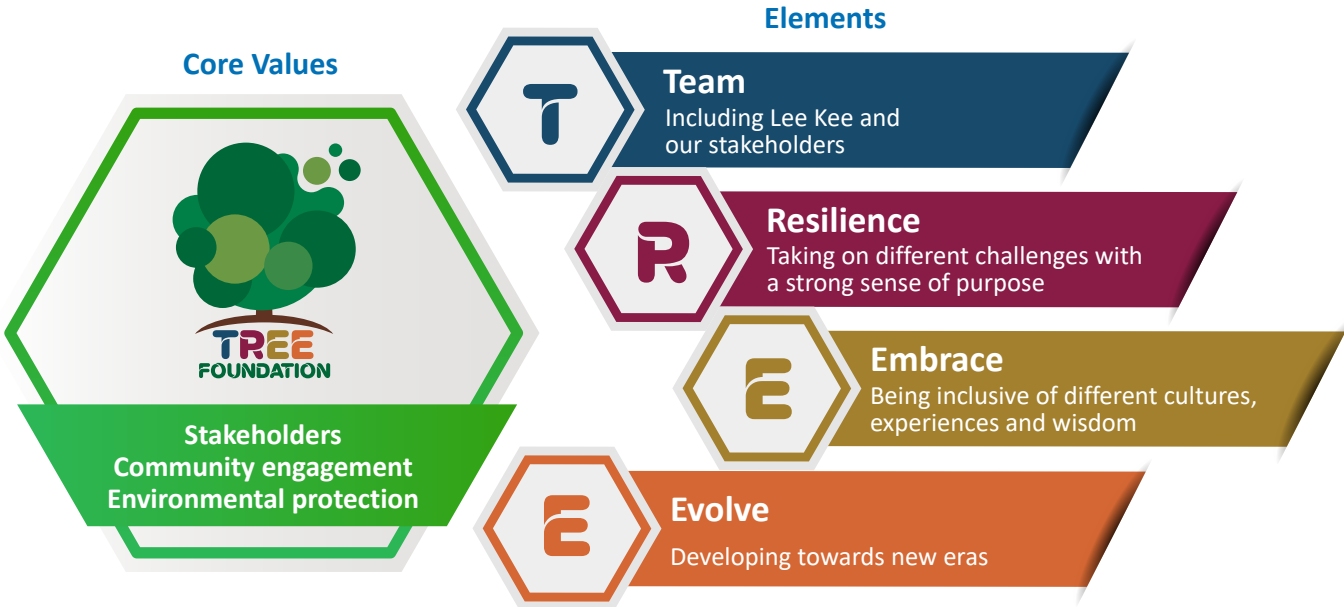 Core Values
TREE
FOUNDATION
Stakeholders
Community engagement
Environmental protection
Elements
T
Team
Including Lee Kee and
our stakeholders
R
Resilience
Taking on different challenges with
a strong sense of purpose
E
Embrace
Being inclusive of different cultures,
experiences and wisdom
E
Evolve
Developing towards new eras